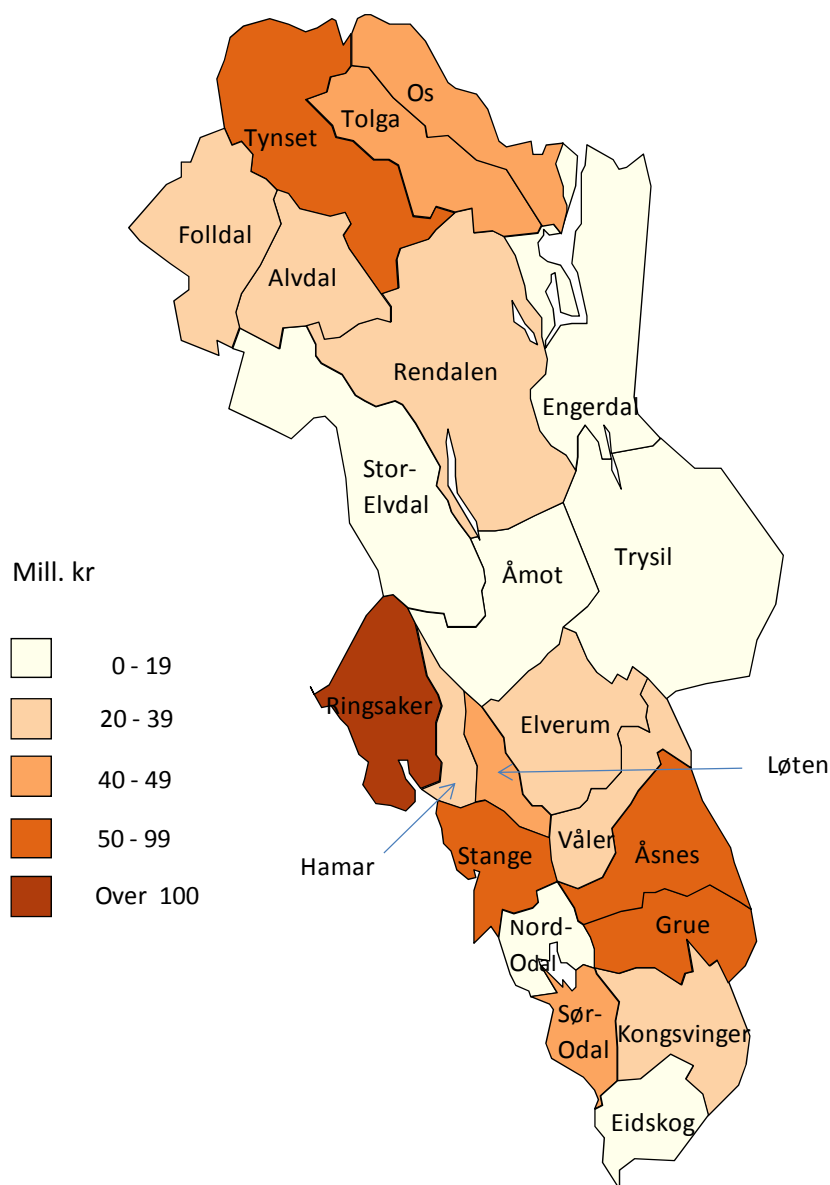 Os
Tolga
Tynset
Folldal
Alvdal
Rendalen
Engerdal
Stor-
Elvdal
Trysil
Åmot
Mill. kr
0 - 19
20 - 39
40 - 49
50 - 99
Over 100
Ringsaker
Elverum
Løten
Hamar
Stange
Våler
Åsnes
Nord-
Odal
Grue
Sør-
Odal
Kongsvinger
Eidskog